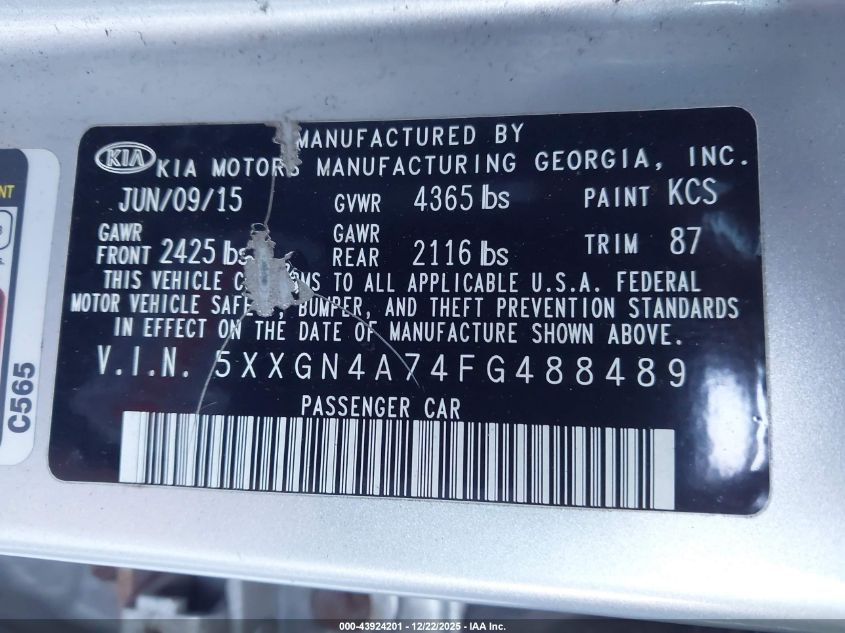 MANUFACTURED BY
KIA KIA MOTORS MANUFACTURING GEORGIA, INC.
JUN/09/15 GVWR 4365 lbs PAINT KCS
GAWR FRONT 2425 lbs GAWR REAR 2116 lbs TRIM 87
THIS VEHICLE TO ALL APPLICABLE U.S.A. FEDERAL
MOTOR VEHICLE BUMPER, AND THEFT PREVENTION STANDARDS
IN EFFECT ON THE DATE OF MANUFACTURE SHOWN ABOVE.
V.I.N. 5XXGN4A74FG488489
PASSENGER CAR
C565
000-43924201 - 12/22/2025 - IAA Inc.